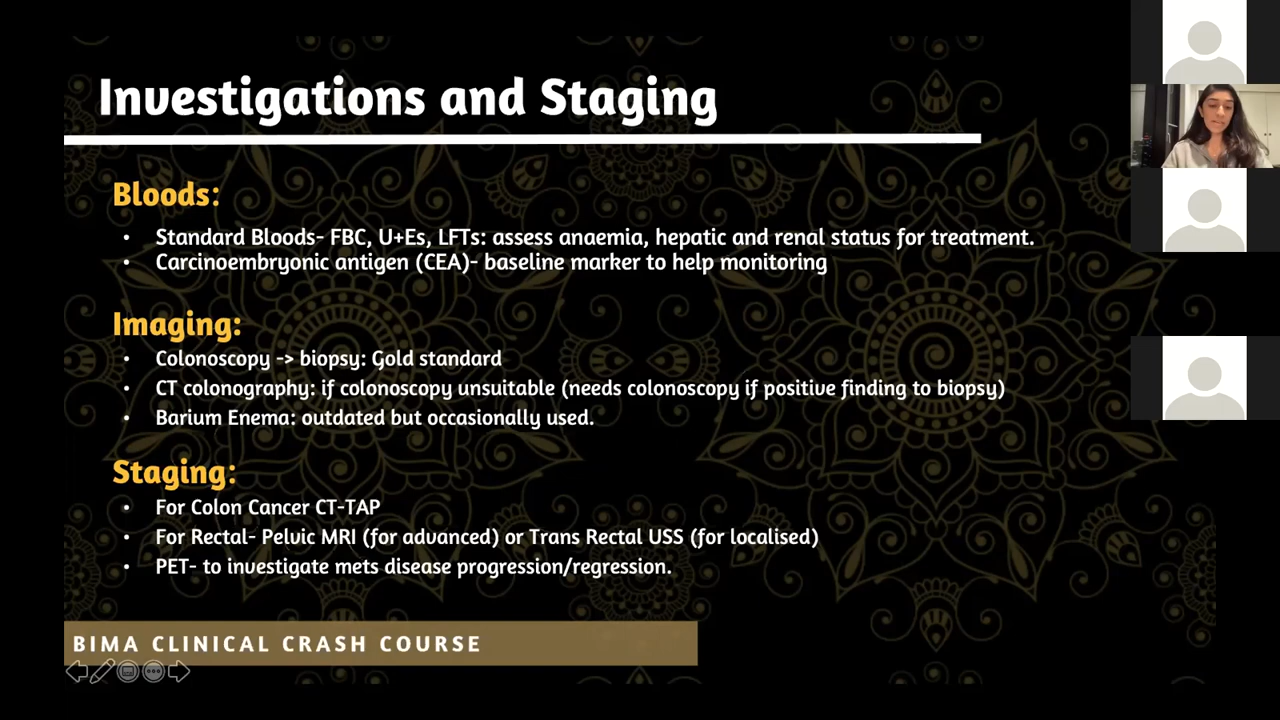 Investigations and Staging
Bloods:
• Standard Bloods- FBC, U+Es, LFTs: assess anaemia, hepatic and renal status for treatment.
• Carcinoembryonic antigen (CEA)- baseline marker to help monitoring
Imaging:
• Colonoscopy -> biopsy: Gold standard
• CT colonography: if colonoscopy unsuitable (needs colonoscopy if positive finding to biopsy)
• Barium Enema: outdated but occasionally used.
Staging:
• For Colon Cancer CT-TAP
• For Rectal- Pelvic MRI (for advanced) or Trans Rectal USS (for localised)
• PET- to investigate mets disease progression/regression.
BIMA CLINICAL CRASH COURSE